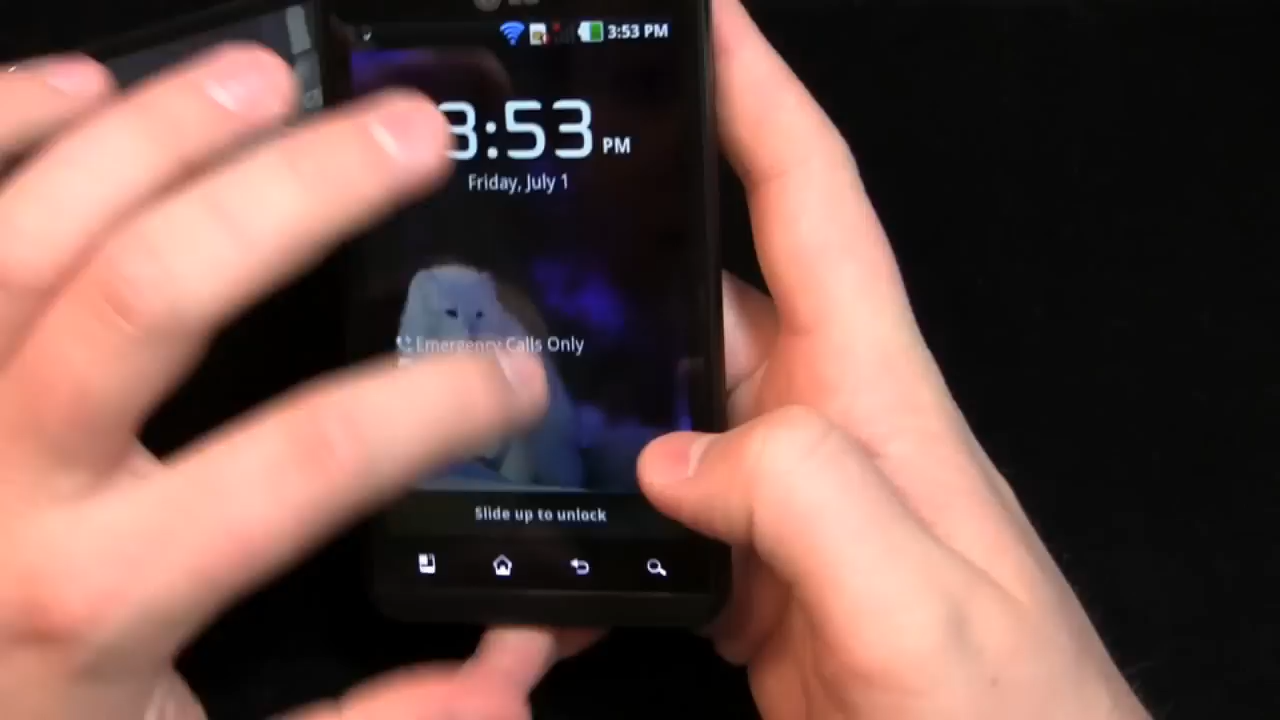 3:53 PM
3:53 PM
Friday, July 1
Emergency Calls Only
Slide up to unlock